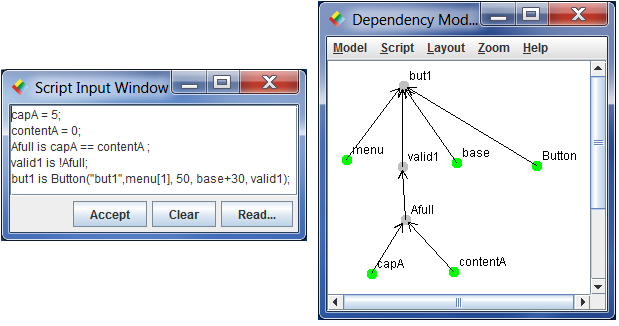 Script Input Window
capA = 5;
contentA = 0;
Afull is capA == contentA ;
valid1 is !Afull;
but1 is Button("but1",menu[1], 50, base+30, valid1);
Accept Clear Read...
Dependency Mod...
Model Script Layout Zoom Help
but1
menu valid1 base Button
Afull
capA contentA